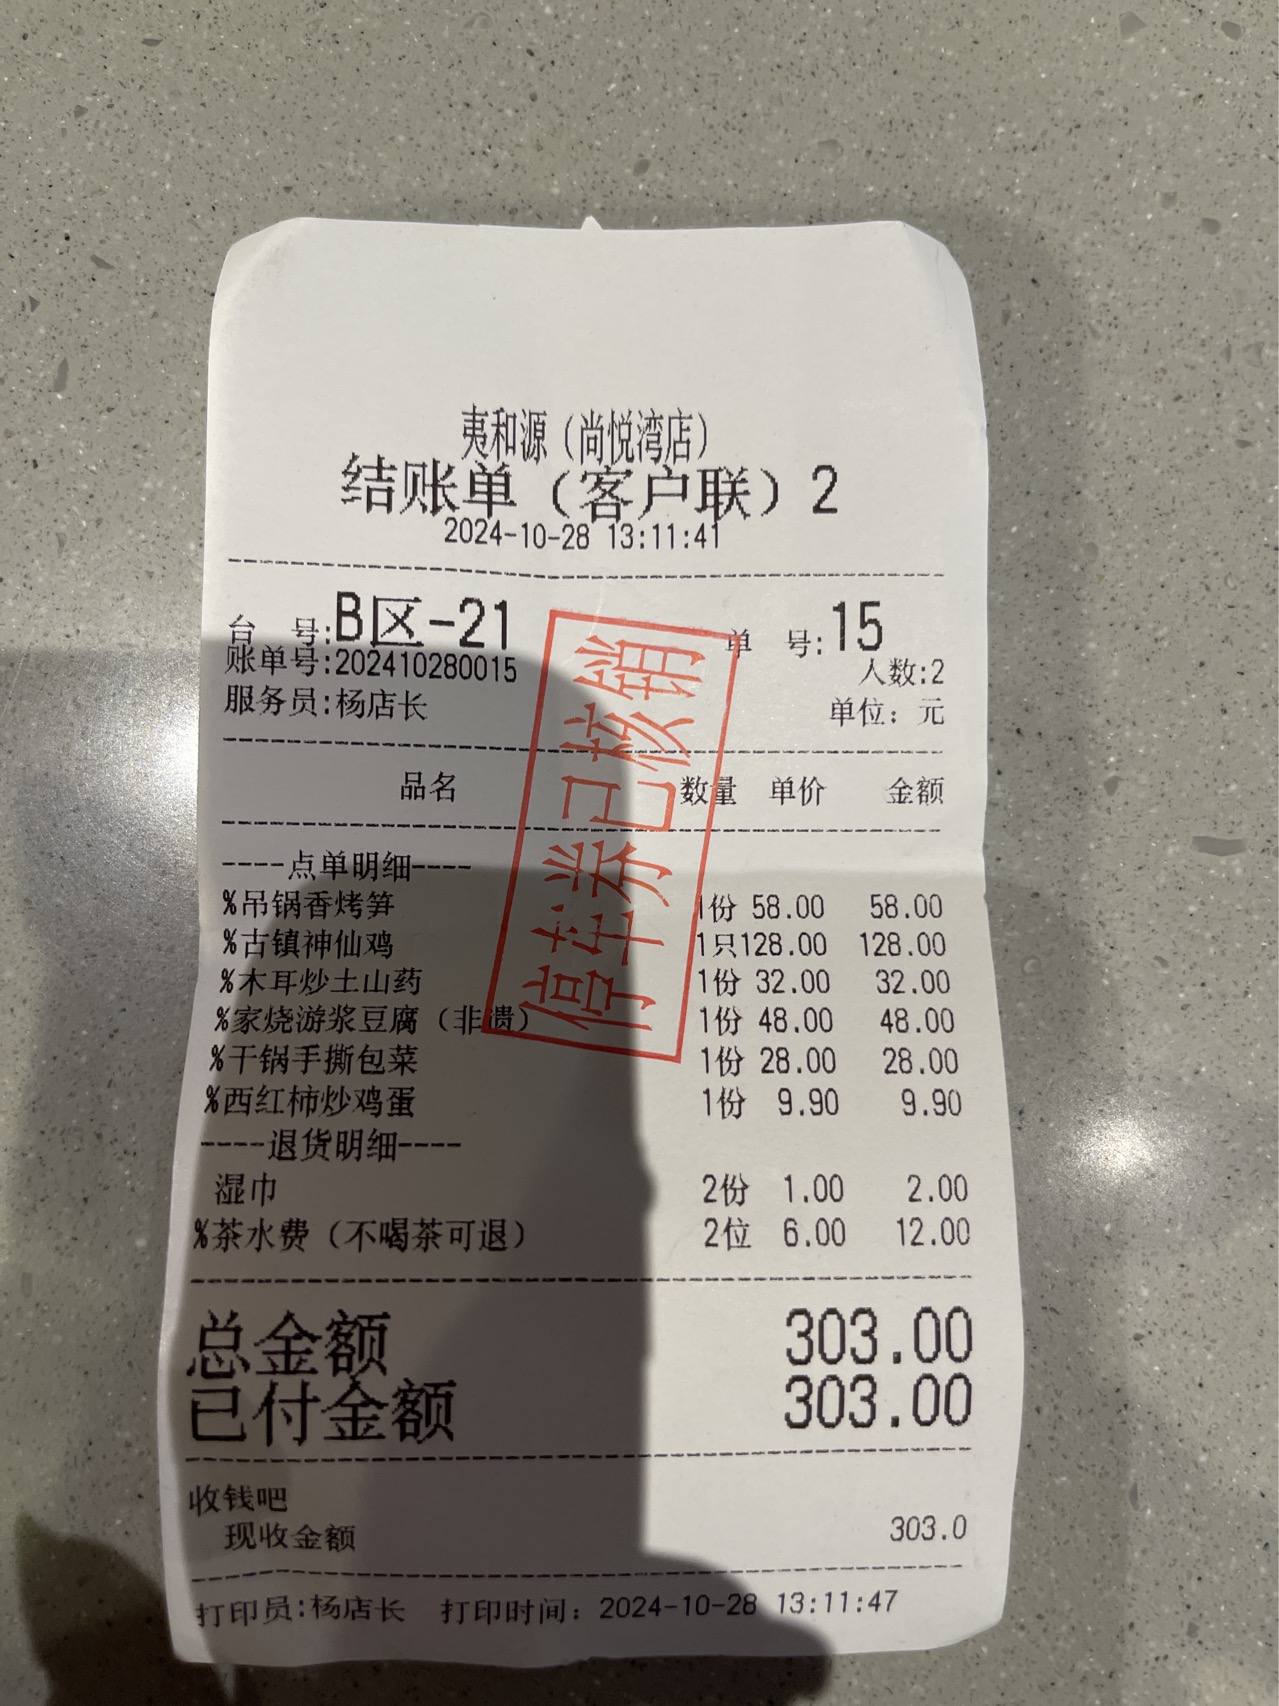 夷和源（尚悦湾店）
结账单（客户联）2
2024-10-28 13:11:41
台 号:B区-21 单 号:15
账单号:202410280015 人数:2
服务员:杨店长 单位：元
品名 数量 单价 金额
----点单明细----
%吊锅香烤笋 1份 58.00 58.00
%古镇神仙鸡 1只128.00 128.00
%木耳炒土山药 1份 32.00 32.00
%家烧游浆豆腐（非遗） 1份 48.00 48.00
%干锅手撕包菜 1份 28.00 28.00
%西红柿炒鸡蛋 1份 9.90 9.90
----退货明细----
湿巾 2份 1.00 2.00
%茶水费（不喝茶可退） 2位 6.00 12.00
总金额 303.00
已付金额 303.00
收钱吧
现收金额 303.0
打印员:杨店长 打印时间：2024-10-28 13:11:47
停车券已核销